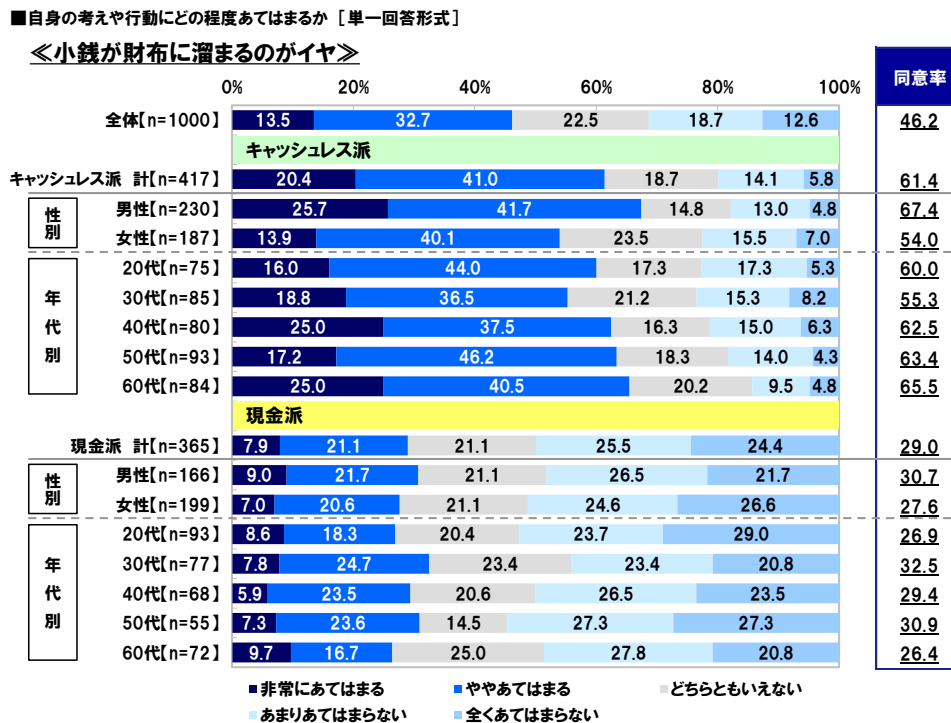 ■自身の考えや行動にどの程度あてはまるか [単一回答形式]
≪小銭が財布に溜まるのがイヤ≫
同意率
0% 20% 40% 60% 80% 100%
全体【n=1000】 13.5 32.7 22.5 18.7 12.6 46.2
キャッシュレス派
キャッシュレス派 計【n=417】 20.4 41.0 18.7 14.1 5.8 61.4
性別
男性【n=230】 25.7 41.7 14.8 13.0 4.8 67.4
女性【n=187】 13.9 40.1 23.5 15.5 7.0 54.0
年代別
20代【n=75】 16.0 44.0 17.3 17.3 5.3 60.0
30代【n=85】 18.8 36.5 21.2 15.3 8.2 55.3
40代【n=80】 25.0 37.5 16.3 15.0 6.3 62.5
50代【n=93】 17.2 46.2 18.3 14.0 4.3 63.4
60代【n=84】 25.0 40.5 20.2 9.5 4.8 65.5
現金派
現金派 計【n=365】 7.9 21.1 21.1 25.5 24.4 29.0
性別
男性【n=166】 9.0 21.7 21.1 26.5 21.7 30.7
女性【n=199】 7.0 20.6 21.1 24.6 26.6 27.6
年代別
20代【n=93】 8.6 18.3 20.4 23.7 29.0 26.9
30代【n=77】 7.8 24.7 23.4 23.4 20.8 32.5
40代【n=68】 5.9 23.5 20.6 26.5 23.5 29.4
50代【n=55】 7.3 23.6 14.5 27.3 27.3 30.9
60代【n=72】 9.7 16.7 25.0 27.8 20.8 26.4
■非常にあてはまる ■ややあてはまる ■どちらともいえない
■あまりあてはまらない ■全くあてはまらない